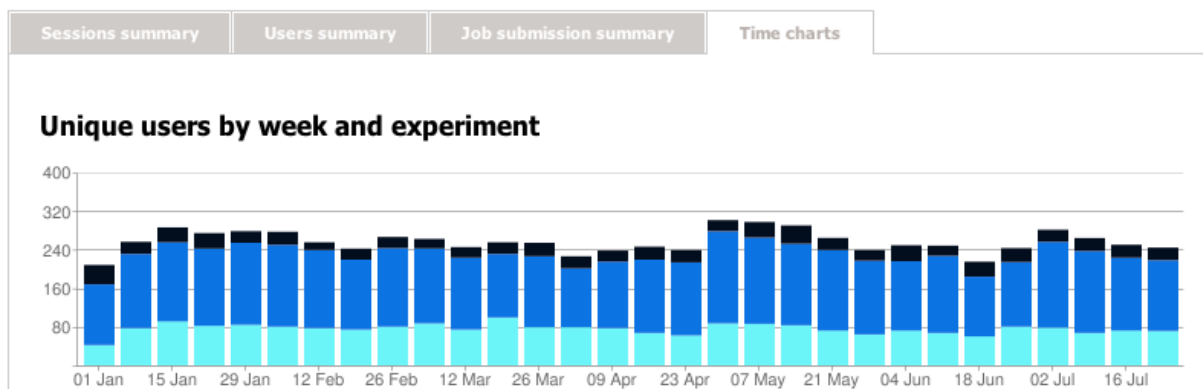 Sessions summary Users summary Job submission summary Time charts
Unique users by week and experiment
400
320
240
160
80
01 Jan 15 Jan 29 Jan 12 Feb 26 Feb 12 Mar 26 Mar 09 Apr 23 Apr 07 May 21 May 04 Jun 18 Jun 02 Jul 16 Jul